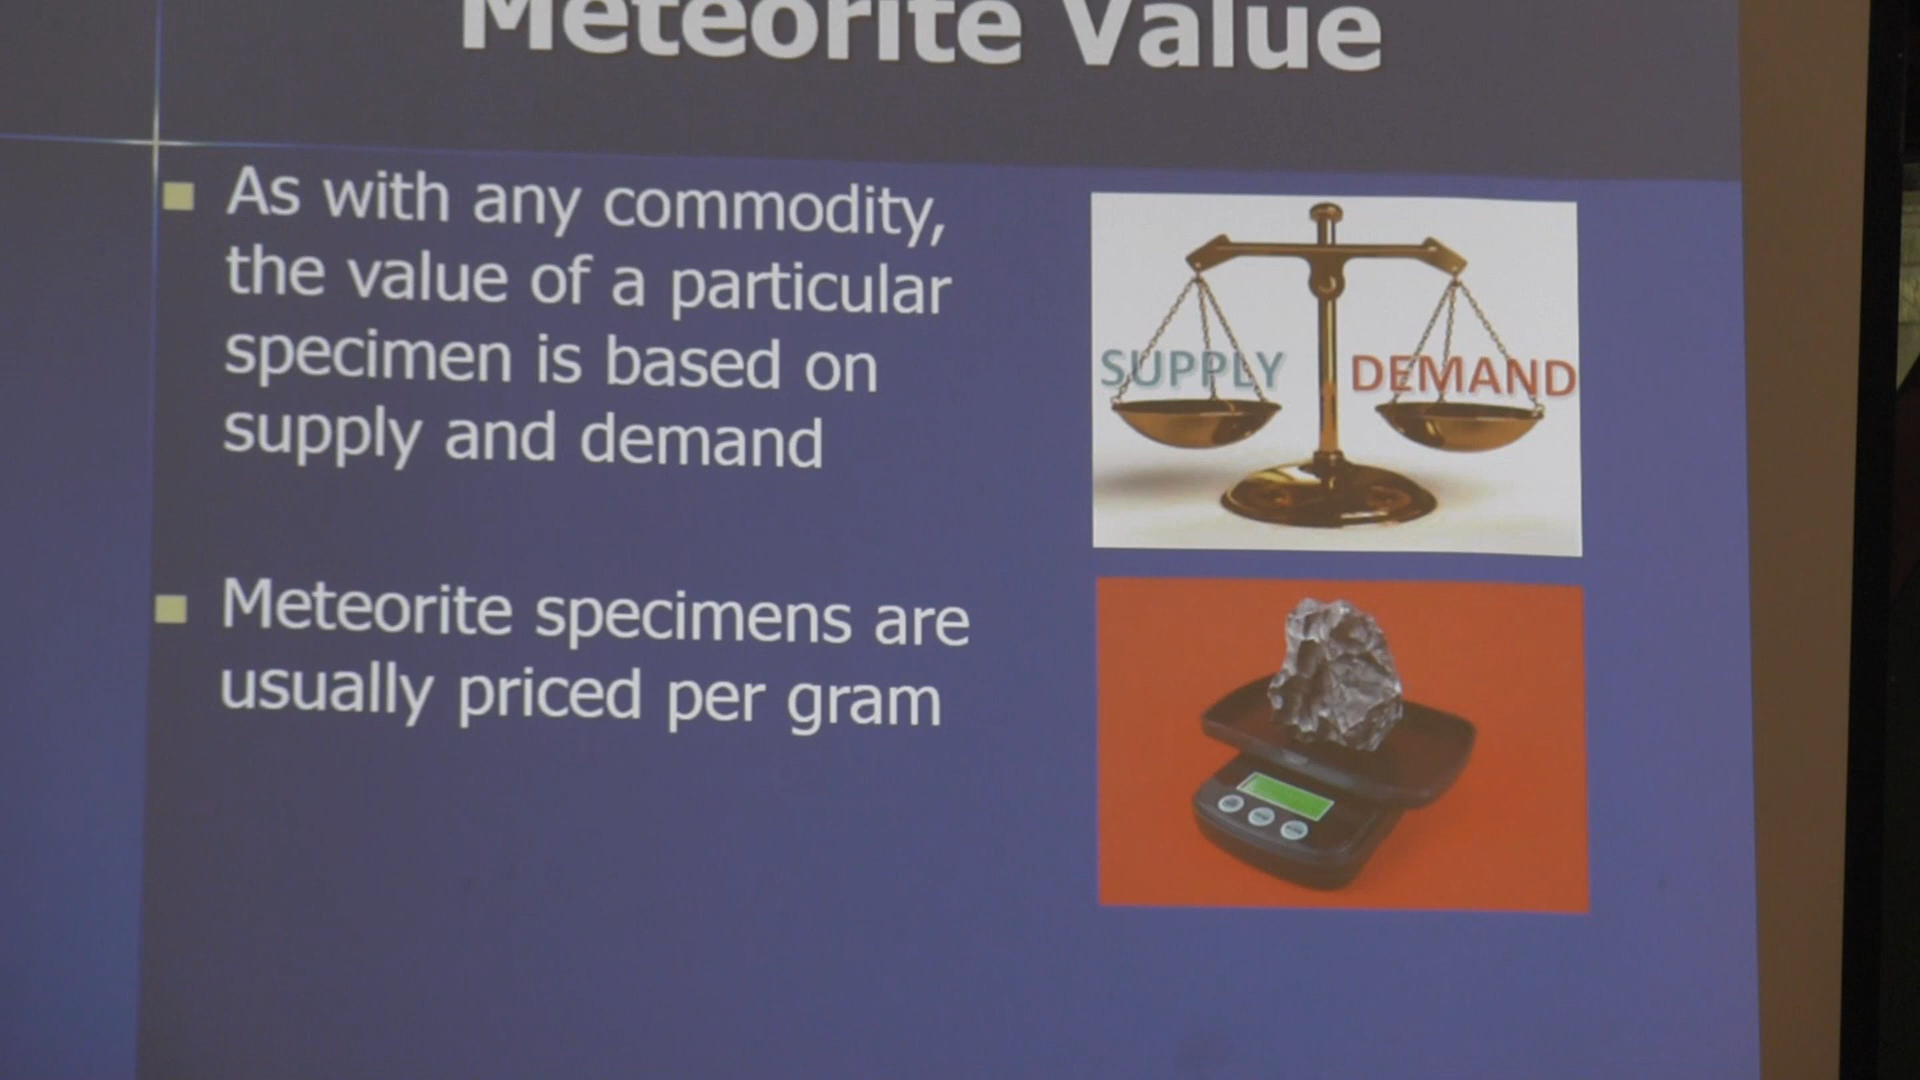 Meteorite Value
As with any commodity,
the value of a particular
specimen is based on
supply and demand
SUPPLY DEMAND
Meteorite specimens are
usually priced per gram